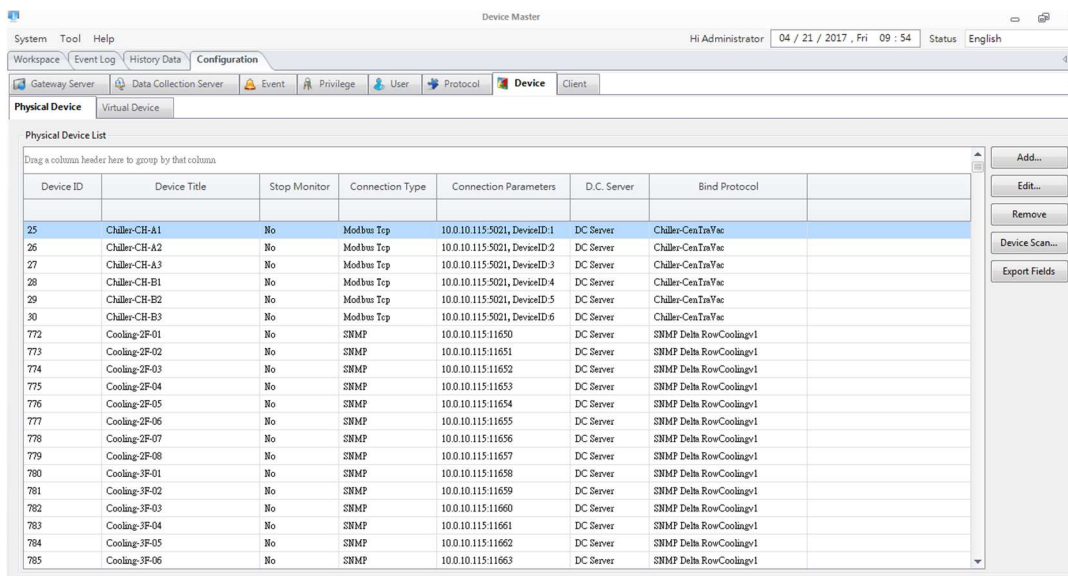 Device Master
System Tool Help Hi Administrator 04 / 21 / 2017 , Fri 09 : 54 Status English
Workspace Event Log History Data Configuration
Gateway Server Data Collection Server Event Privilege User Protocol Device Client
Physical Device Virtual Device
Physical Device List
Drag a column header here to group by that column
Add...
Device ID Device Title Stop Monitor Connection Type Connection Parameters D.C. Server Bind Protocol
Edit...
Remove
25 Chiller-CH-A1 No Modbus Tcp 10.0.10.115:5021, DeviceID:1 DC Server Chiller-CenTraVac
26 Chiller-CH-A2 No Modbus Tcp 10.0.10.115:5021, DeviceID:2 DC Server Chiller-CenTraVac
Device Scan...
27 Chiller-CH-A3 No Modbus Tcp 10.0.10.115:5021, DeviceID:3 DC Server Chiller-CenTraVac
Export Fields
28 Chiller-CH-B1 No Modbus Tcp 10.0.10.115:5021, DeviceID:4 DC Server Chiller-CenTraVac
29 Chiller-CH-B2 No Modbus Tcp 10.0.10.115:5021, DeviceID:5 DC Server Chiller-CenTraVac
30 Chiller-CH-B3 No Modbus Tcp 10.0.10.115:5021, DeviceID:6 DC Server Chiller-CenTraVac
772 Cooling-2F-01 No SNMP 10.0.10.115:11650 DC Server SNMP Delta RowCoolingv1
773 Cooling-2F-02 No SNMP 10.0.10.115:11651 DC Server SNMP Delta RowCoolingv1
774 Cooling-2F-03 No SNMP 10.0.10.115:11652 DC Server SNMP Delta RowCoolingv1
775 Cooling-2F-04 No SNMP 10.0.10.115:11653 DC Server SNMP Delta RowCoolingv1
776 Cooling-2F-05 No SNMP 10.0.10.115:11654 DC Server SNMP Delta RowCoolingv1
777 Cooling-2F-06 No SNMP 10.0.10.115:11655 DC Server SNMP Delta RowCoolingv1
778 Cooling-2F-07 No SNMP 10.0.10.115:11656 DC Server SNMP Delta RowCoolingv1
779 Cooling-2F-08 No SNMP 10.0.10.115:11657 DC Server SNMP Delta RowCoolingv1
780 Cooling-3F-01 No SNMP 10.0.10.115:11658 DC Server SNMP Delta RowCoolingv1
781 Cooling-3F-02 No SNMP 10.0.10.115:11659 DC Server SNMP Delta RowCoolingv1
782 Cooling-3F-03 No SNMP 10.0.10.115:11660 DC Server SNMP Delta RowCoolingv1
783 Cooling-3F-04 No SNMP 10.0.10.115:11661 DC Server SNMP Delta RowCoolingv1
784 Cooling-3F-05 No SNMP 10.0.10.115:11662 DC Server SNMP Delta RowCoolingv1
785 Cooling-3F-06 No SNMP 10.0.10.115:11663 DC Server SNMP Delta RowCoolingv1